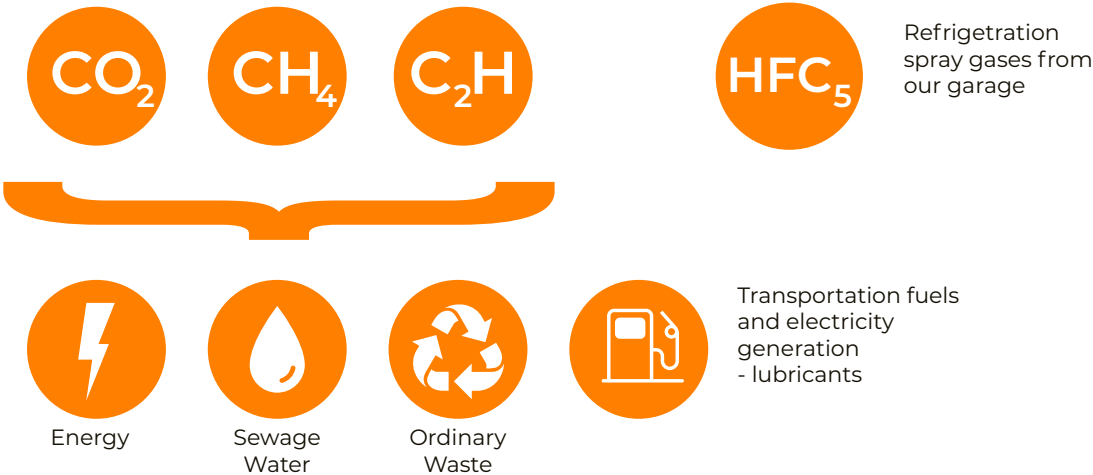 CO₂
CH₄
C₂H
HFC₅
Refrigetration
spray gases from
our garage
Energy
Sewage
Water
Ordinary
Waste
Transportation fuels
and electricity
generation
- lubricants